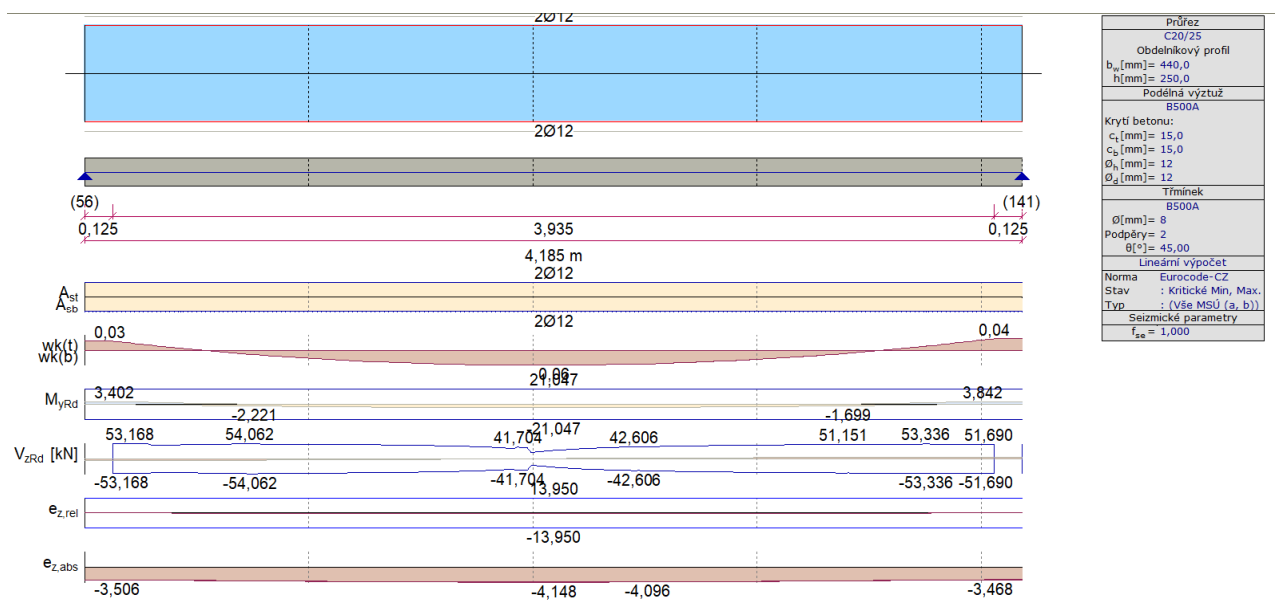 2Ø12
2Ø12
(56)
(141)
0,125
3,935
0,125
4,185 m
2Ø12
Ast
Asb
2Ø12
0,03
0,04
wk(t)
wk(b)
0,06
21,047
3,402
3,842
MyRd
-2,221
-1,699
-21,047
53,168
54,062
41,704
42,606
51,151
53,336
51,690
VzRd [kN]
-53,168
-54,062
-41,704
-42,606
-53,336
-51,690
13,950
ez,rel
-13,950
ez,abs
-3,506
-4,148
-4,096
-3,468
Průřez
C20/25
Obdelníkový profil
bw[mm]= 440,0
h[mm]= 250,0
Podélná výztuž
B500A
Krytí betonu:
ct[mm]= 15,0
cb[mm]= 15,0
Øh[mm]= 12
Ød[mm]= 12
Třmínek
B500A
Ø[mm]= 8
Podpěry= 2
θ[°]= 45,00
Lineární výpočet
Norma Eurocode-CZ
Stav : Kritické Min, Max.
Typ : (Vše MSÚ (a, b))
Seizmické parametry
fse = 1,000